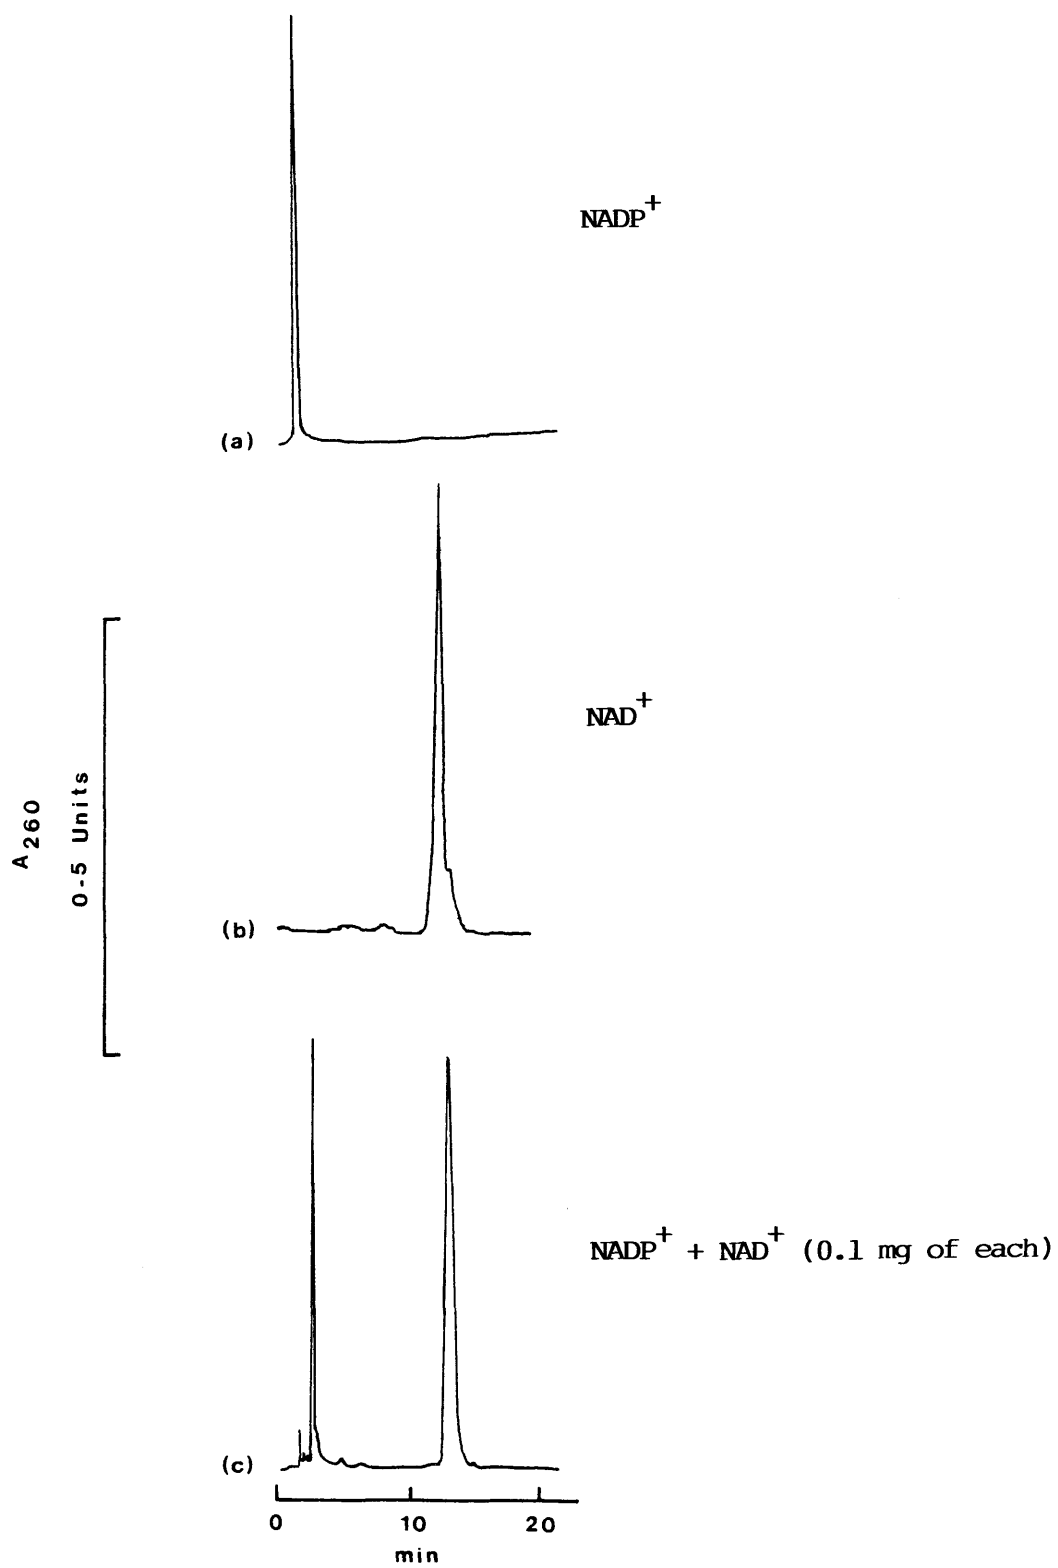 NADP+
(a)
NAD+
A260
0-5 Units
(b)
NADP+ + NAD+ (0.1 mg of each)
(c)
0 10 20
min